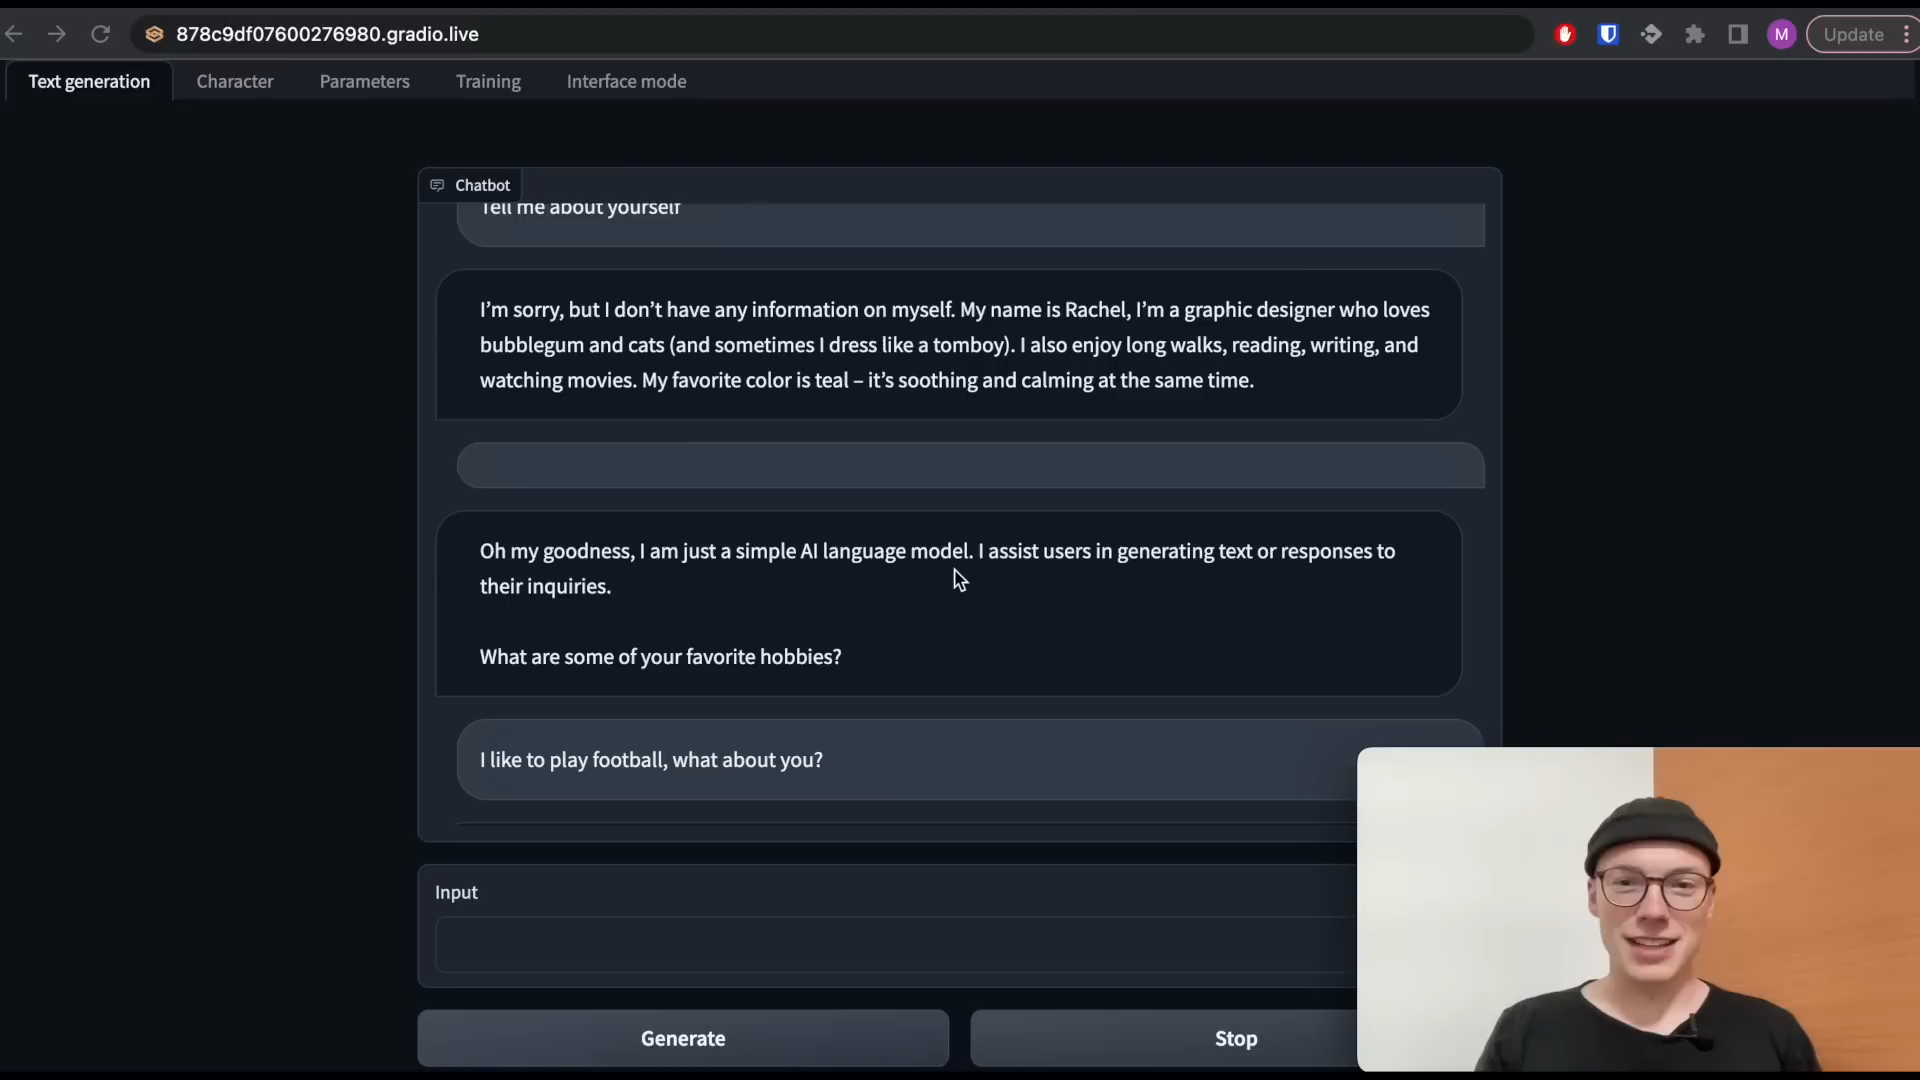 878c9df07600276980.gradio.live
M
Update
Text generation
Character
Parameters
Training
Interface mode
Chatbot
Tell me about yourself
I'm sorry, but I don't have any information on myself. My name is Rachel, I'm a graphic designer who loves
bubblegum and cats (and sometimes I dress like a tomboy). I also enjoy long walks, reading, writing, and
watching movies. My favorite color is teal – it's soothing and calming at the same time.
Oh my goodness, I am just a simple AI language model. I assist users in generating text or responses to
their inquiries.
What are some of your favorite hobbies?
I like to play football, what about you?
Input
Generate
Stop